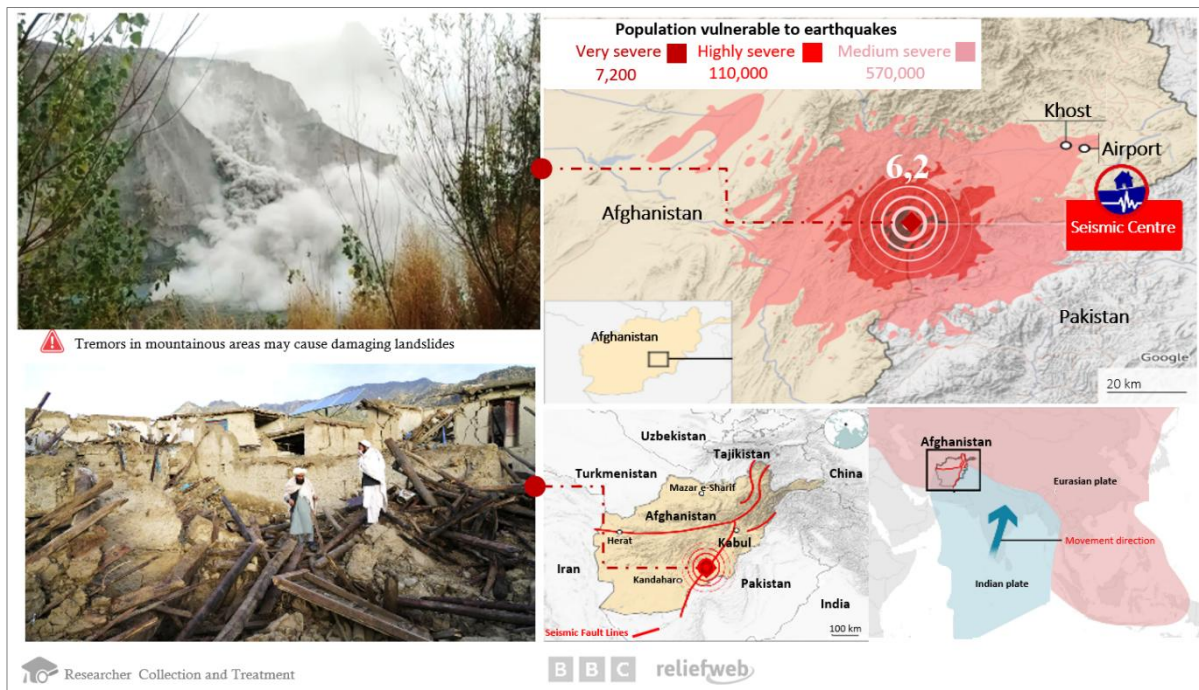 Population vulnerable to earthquakes
Very severe
Highly severe
Medium severe
7,200
110,000
570,000
Khost
Airport
6,2
Afghanistan
Seismic Centre
Pakistan
Afghanistan
Google
20 km
Tremors in mountainous areas may cause damaging landslides
Uzbekistan
Tajikistan
Turkmenistan
China
Mazar e-Sharif
Afghanistan
Herat
Kabul
Iran
Kandahar
Pakistan
India
Seismic Fault Lines
100 km
Afghanistan
Eurasian plate
Movement direction
Indian plate
Researcher Collection and Treatment
BBC
reliefweb